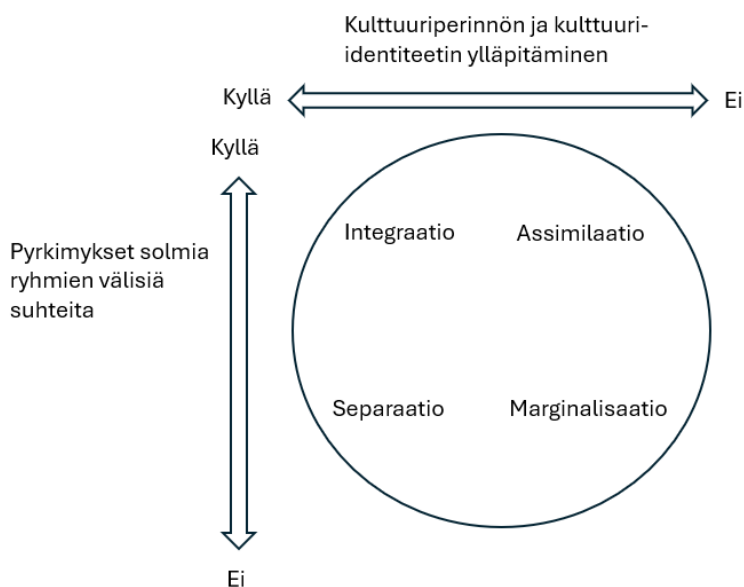 Kulttuuriperinnön ja kulttuuri-
identiteetin ylläpitäminen
Kyllä
Ei
Kyllä
Integraatio
Assimilaatio
Pyrkimykset solmia
ryhmien välisiä
suhteita
Separaatio
Marginalisaatio
Ei